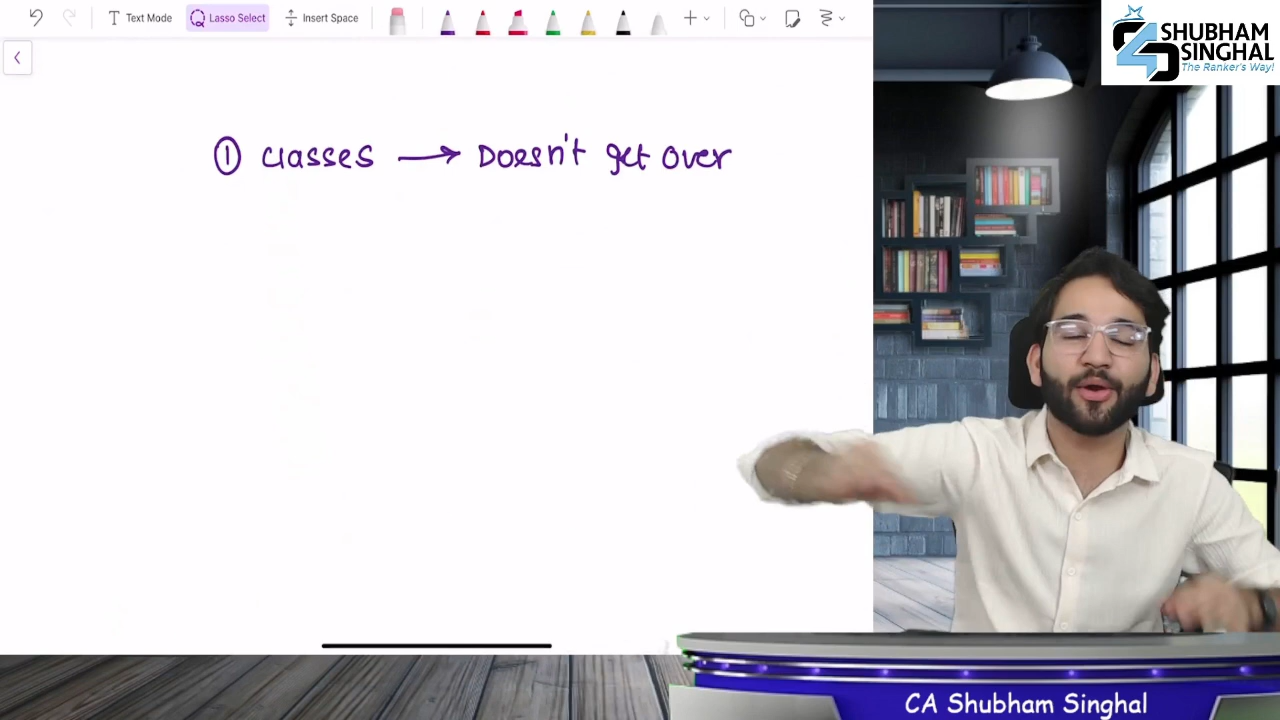 Text Mode Lasso Select Insert Space
SHUBHAM
SINGHAL
The Ranker's Way!
① Classes → Doesn't get over
CA Shubham Singhal